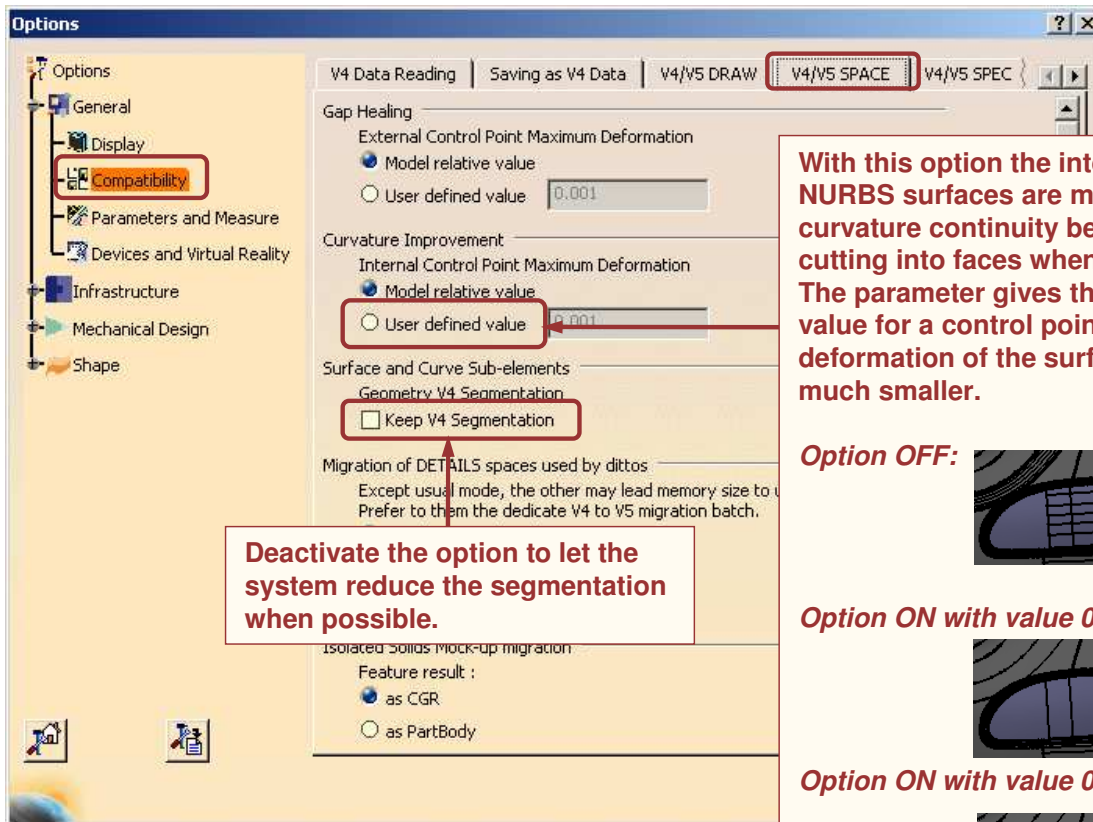 Options
Options
General
Display
Compatibility
Parameters and Measure
Devices and Virtual Reality
Infrastructure
Mechanical Design
Shape
V4 Data Reading
Saving as V4 Data
V4/V5 DRAW
V4/V5 SPACE
V4/V5 SPEC
Gap Healing
External Control Point Maximum Deformation
Model relative value
User defined value 0.001
Curvature Improvement
Internal Control Point Maximum Deformation
Model relative value
User defined value 0.001
Surface and Curve Sub-elements
Geometry V4 Segmentation
Keep V4 Segmentation
Migration of DETAILS spaces used by dittos
Except usual mode, the other may lead memory size to
Prefer to them the dedicate V4 to V5 migration batch.
Deactivate the option to let the
system reduce the segmentation
when possible.
Isolated Solids Mock-up migration
Feature result :
as CGR
as PartBody
With this option the
NURBS surfaces are
curvature continuity
cutting into faces
The parameter gives
value for a control
deformation of the
much smaller.
Option OFF:
Option ON with value 0
Option ON with value 0